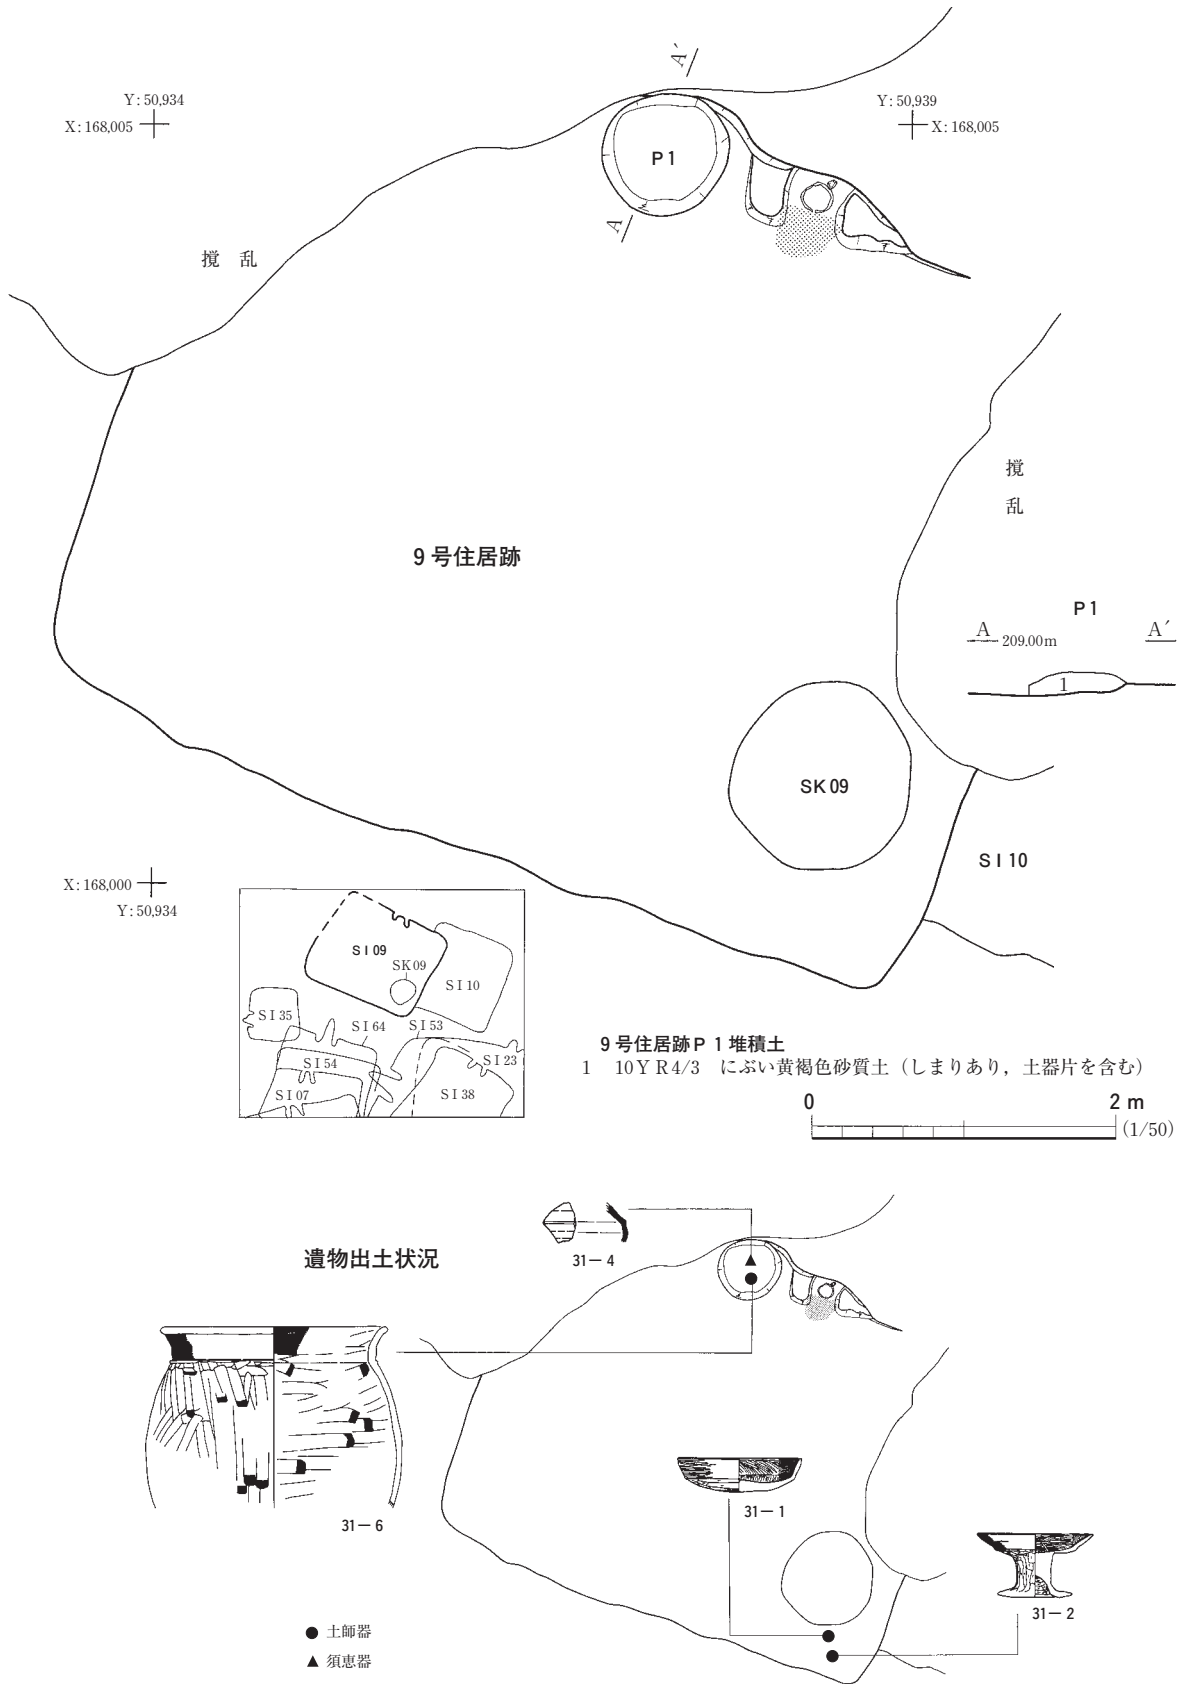 A´
Y: 50,934
X: 168,005
Y: 50,939
X: 168,005
P1
A
撹 乱
撹
乱
9号住居跡
P1
A 209.00m A´
1
SK09
SI10
X: 168,000
Y: 50,934
SI09
SK09
SI10
SI35
SI64
SI53
SI54
SI23
SI07
SI38
9号住居跡P1堆積土
1 10YR4/3 にぶい黄褐色砂質土（しまりあり，土器片を含む）
0 2m
(1/50)
遺物出土状況
31-4
31-6
31-1
31-2
● 土師器
▲ 須恵器